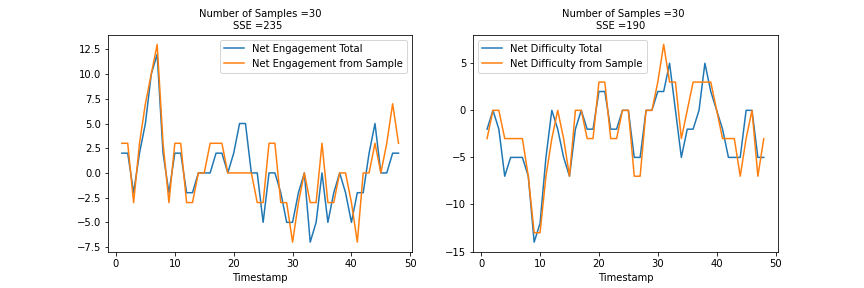 Number of Samples =30
SSE =235
Net Engagement Total
Net Engagement from Sample
12.5
10.0
7.5
5.0
2.5
0.0
−2.5
−5.0
−7.5
0 10 20 30 40 50
Timestamp
Number of Samples =30
SSE =190
Net Difficulty Total
Net Difficulty from Sample
5
0
−5
−10
−15
0 10 20 30 40 50
Timestamp